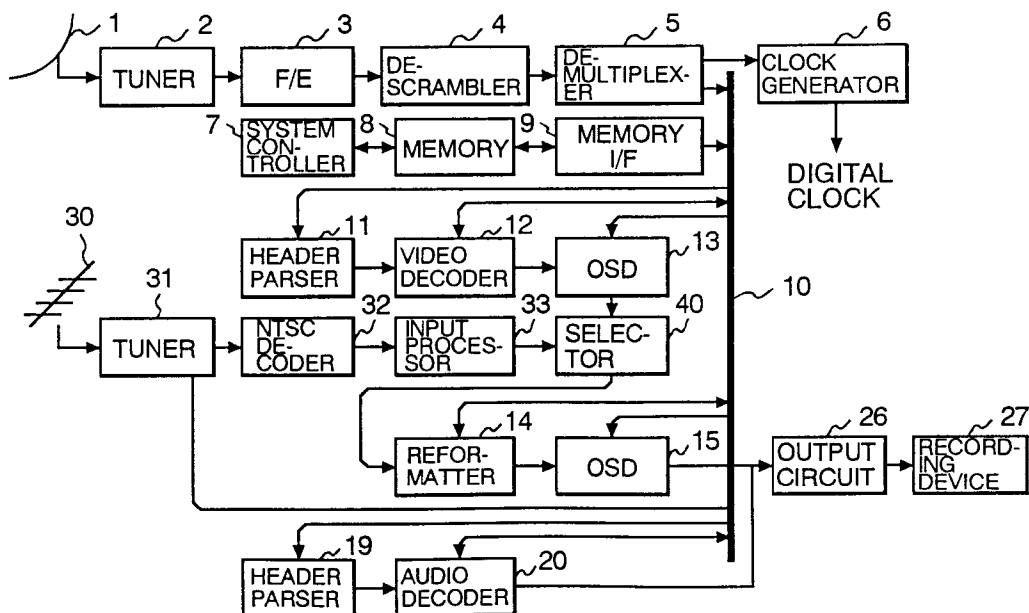 1
2
3
4
5
6
TUNER
F/E
DE-
SCRAMBLER
DE-
MULTIPLEX-
ER
CLOCK
GENERATOR
7
8
9
SYSTEM
CONT-
ROLLER
MEMORY
MEMORY
I/F
DIGITAL
CLOCK
30
11
12
13
HEADER
PARSER
VIDEO
DECODER
OSD
10
31
32
33
40
TUNER
NTSC
DE-
CODER
INPUT
PROCES-
SOR
SELEC-
TOR
14
15
26
27
REFOR-
MATTER
OSD
OUTPUT
CIRCUIT
RECORD-
ING
DEVICE
19
20
HEADER
PARSER
AUDIO
DECODER